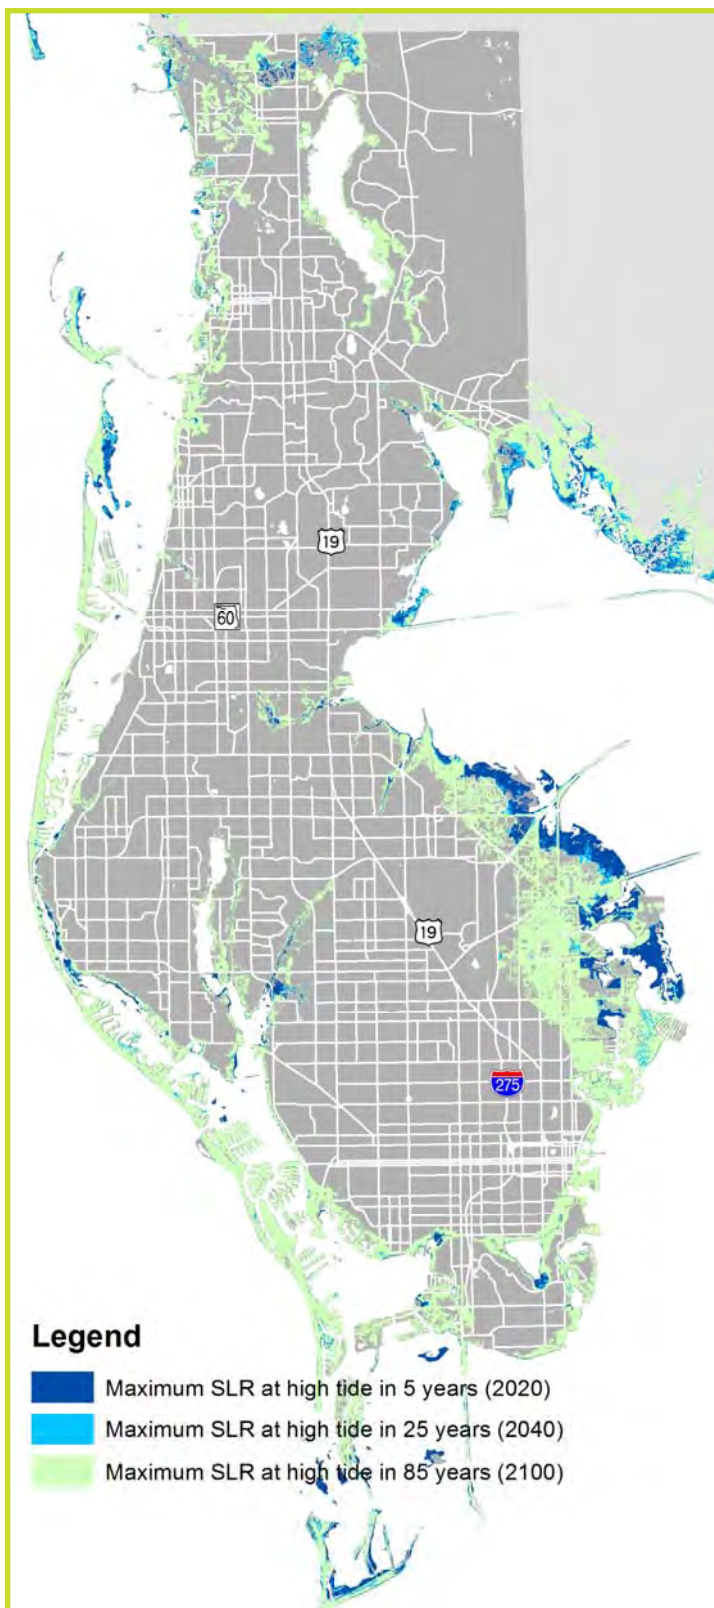 19
60
19
275
Legend
Maximum SLR at high tide in 5 years (2020)
Maximum SLR at high tide in 25 years (2040)
Maximum SLR at high tide in 85 years (2100)